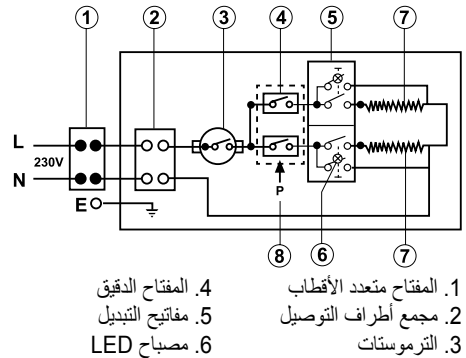 1 2 3 4 5 7
L
230V
N
E
P
8 6 7
1. المفتاح متعدد الأقطاب
2. مجمع أطراف التوصيل
3. الترموستات
4. المفتاح الدقيق
5. مفاتيح التبديل
6. مصباح LED